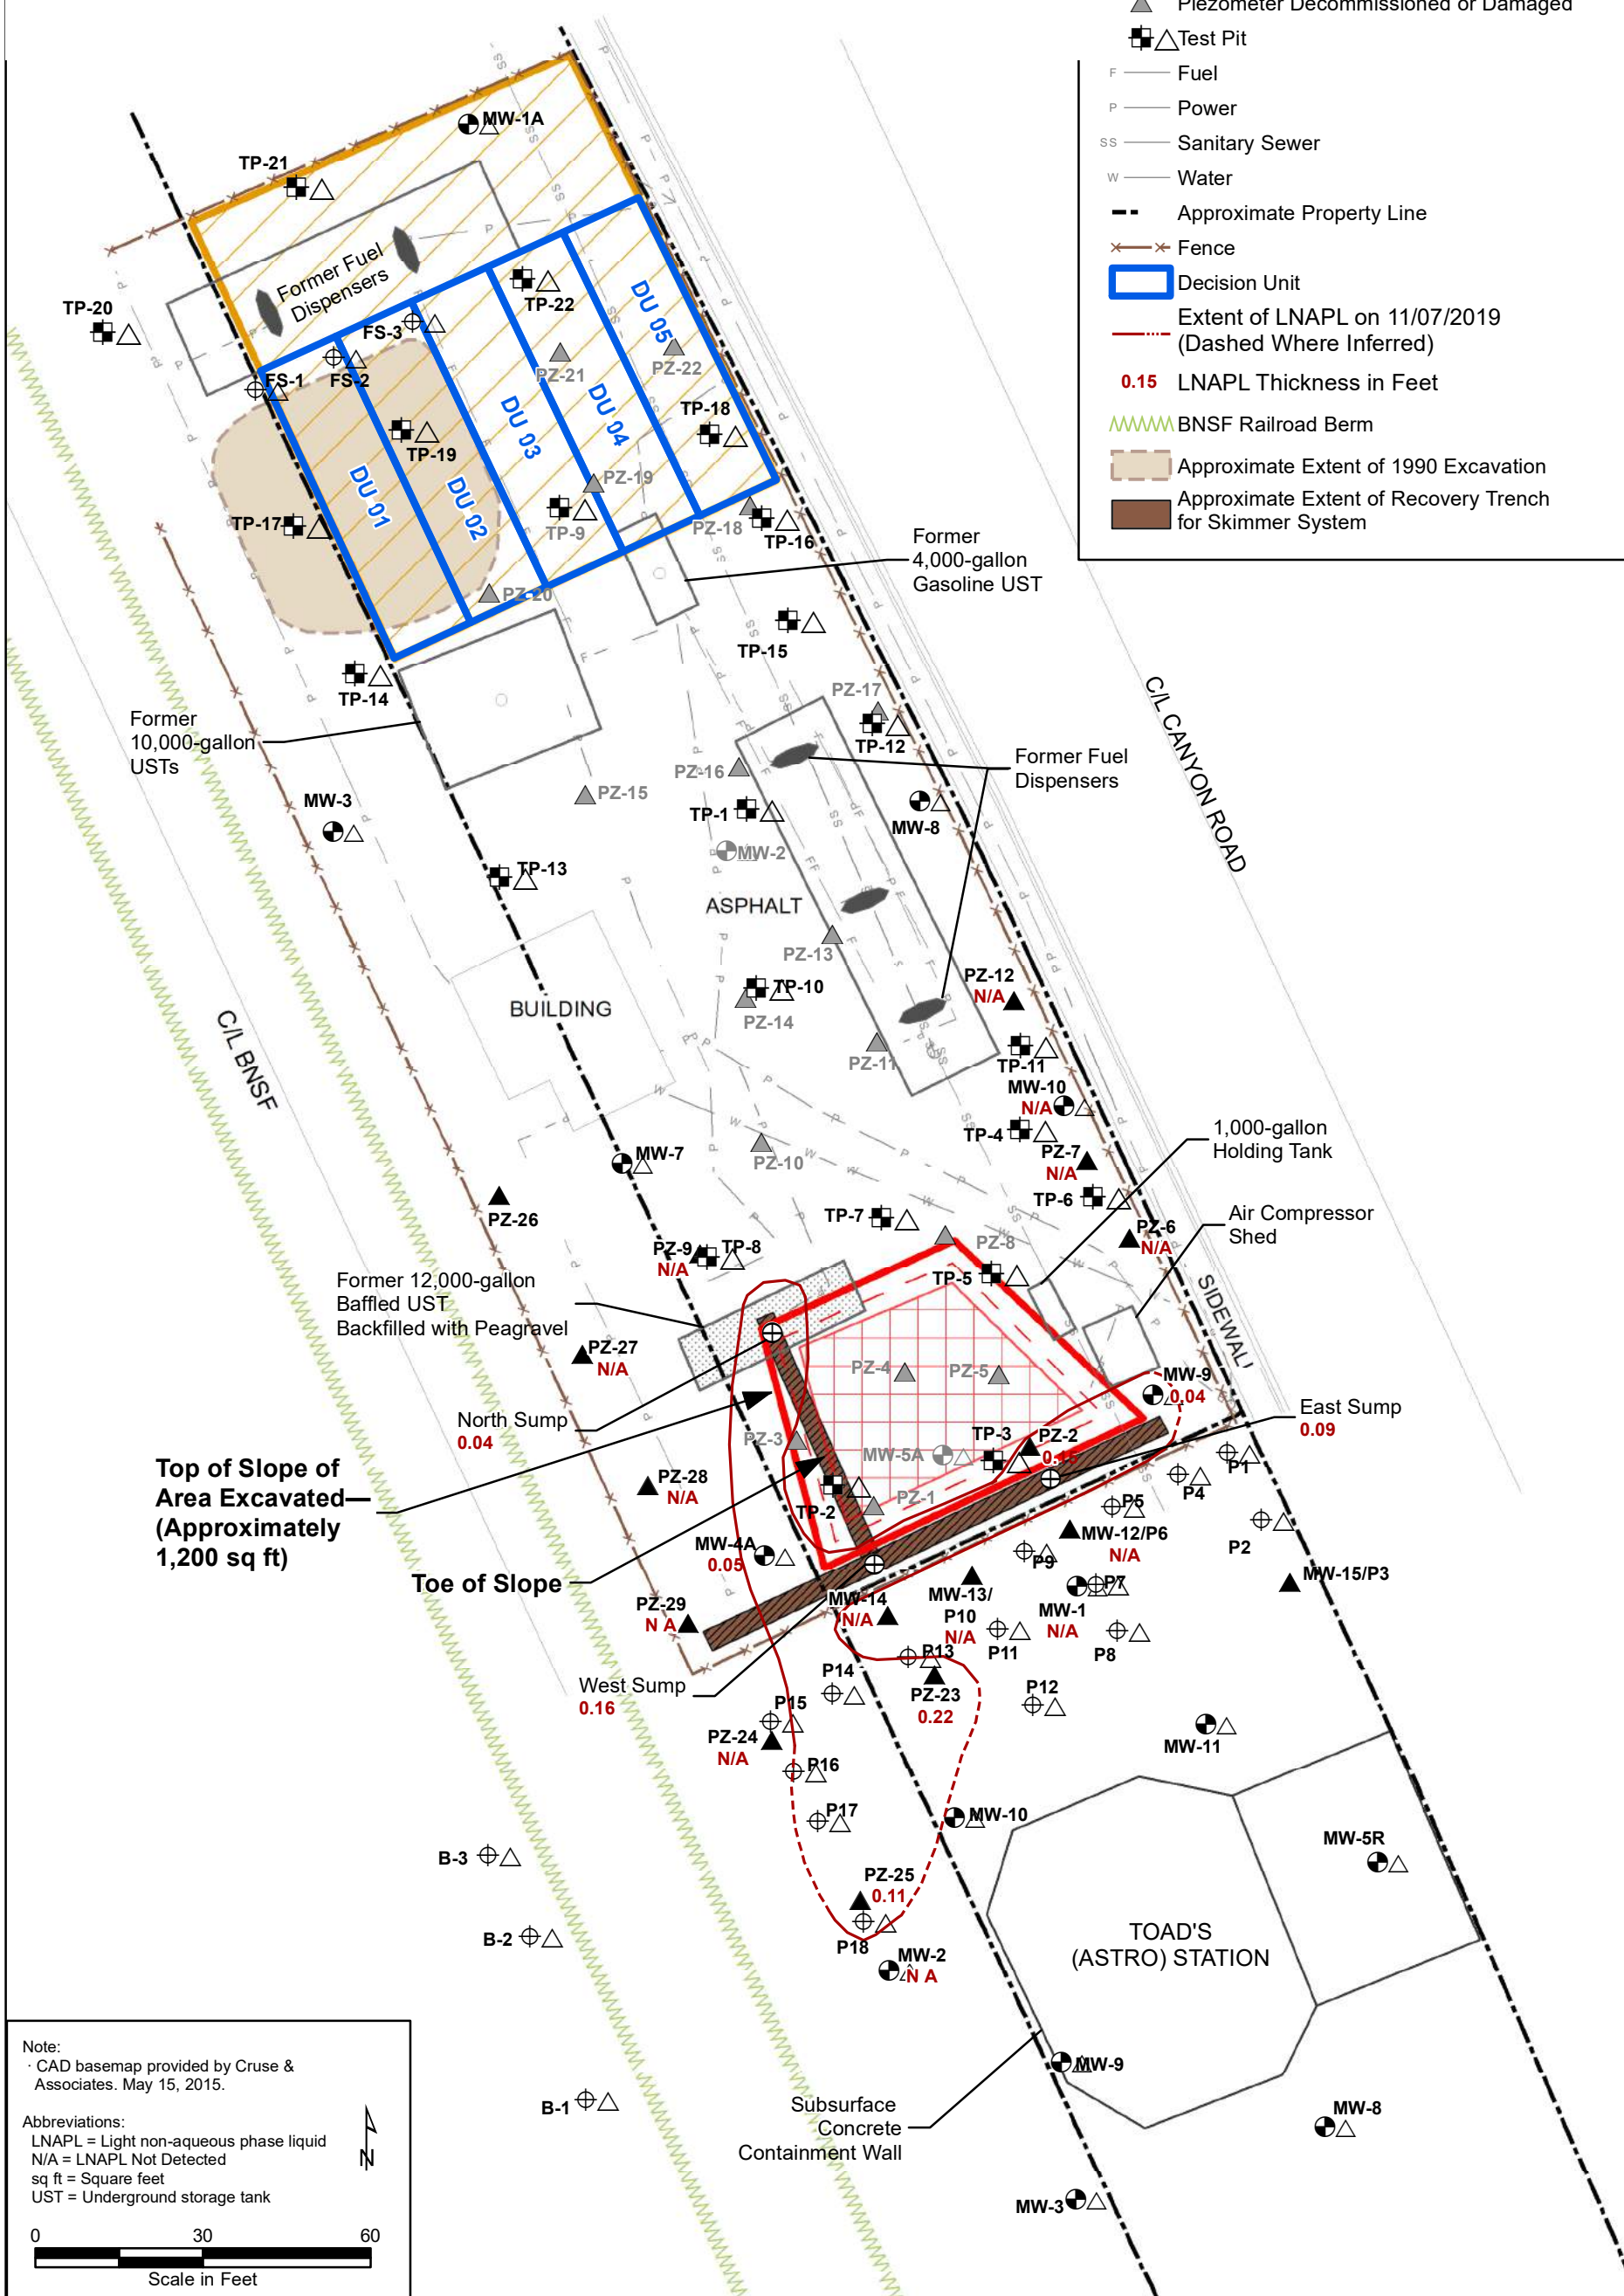 Piezometer Decommissioned or Damaged
Test Pit
F Fuel
P Power
SS Sanitary Sewer
W Water
Approximate Property Line
Fence
Decision Unit
Extent of LNAPL on 11/07/2019
(Dashed Where Inferred)
0.15 LNAPL Thickness in Feet
BNSF Railroad Berm
Approximate Extent of 1990 Excavation
Approximate Extent of Recovery Trench
for Skimmer System
MW-1A
TP-21
Former Fuel
Dispensers
TP-20
TP-22
FS-3
FS-1
FS-2
DU 05
PZ-21
PZ-22
DU 04
DU 03
TP-18
TP-19
DU 01
DU 02
PZ-19
TP-17
TP-9
PZ-18
TP-16
PZ-20
Former
4,000-gallon
Gasoline UST
TP-15
TP-14
PZ-17
TP-12
C/L CANYON ROAD
Former
10,000-gallon
USTs
Former Fuel
Dispensers
PZ-16
PZ-15
MW-3
TP-1
MW-8
MW-2
TP-13
ASPHALT
PZ-13
PZ-12
N/A
TP-10
PZ-14
BUILDING
C/L BNSF
PZ-11
TP-11
MW-10
N/A
TP-4
PZ-7
N/A
1,000-gallon
Holding Tank
PZ-10
MW-7
PZ-26
TP-6
TP-7
PZ-6
N/A
Air Compressor
Shed
PZ-8
PZ-9
N/A
TP-8
TP-5
Former 12,000-gallon
Baffled UST
Backfilled with Peagravel
SIDEWAL
PZ-27
N/A
PZ-4
PZ-5
MW-9
0.04
North Sump
0.04
East Sump
0.09
PZ-3
TP-3
PZ-2
0.15
MW-5A
P1
Top of Slope of
Area Excavated
(Approximately
1,200 sq ft)
PZ-28
N/A
P4
PZ-1
TP-2
P5
P2
MW-12/P6
N/A
MW-4A
0.05
P9
Toe of Slope
MW-15/P3
P7
MW-14
N/A
MW-13/
P10
N/A
MW-1
N/A
PZ-29
N A
P11
P8
P13
P14
West Sump
0.16
PZ-23
0.22
P12
P15
PZ-24
N/A
MW-11
P16
P17
MW-10
B-3
MW-5R
PZ-25
0.11
B-2
P18
TOAD'S
(ASTRO) STATION
MW-2
N A
MW-9
B-1
Subsurface
Concrete
Containment Wall
MW-8
MW-3
Note:
· CAD basemap provided by Cruse &
Associates. May 15, 2015.
Abbreviations:
LNAPL = Light non-aqueous phase liquid
N/A = LNAPL Not Detected
sq ft = Square feet
UST = Underground storage tank
N
0 30 60
Scale in Feet